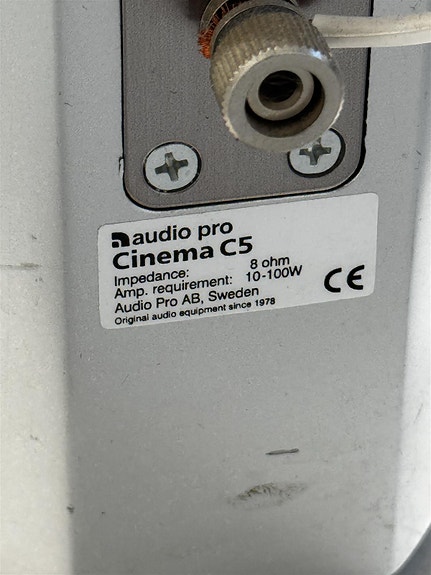 audio pro
Cinema C5
Impedance: 8 ohm
Amp. requirement: 10-100W
Audio Pro AB, Sweden
Original audio equipment since 1978
CE